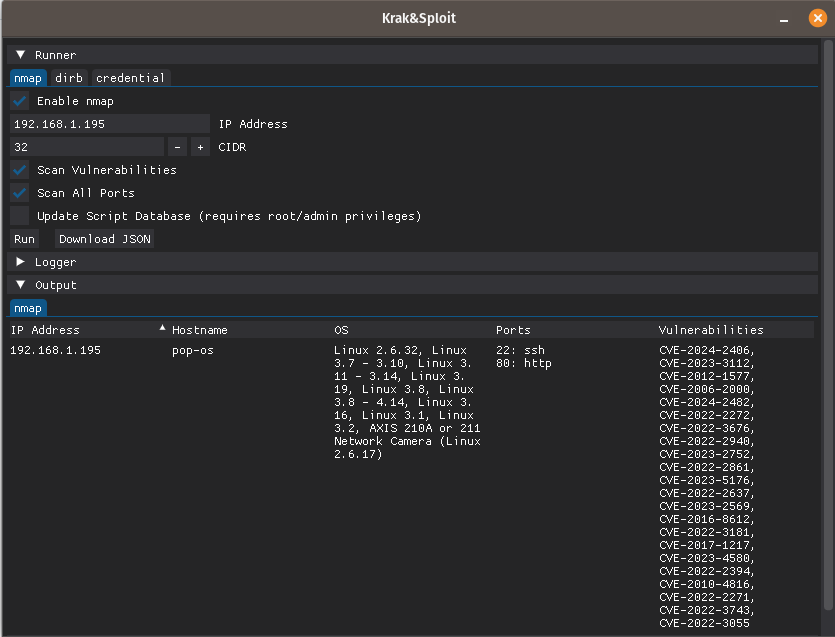 Krak&Sploit
Runner
nmap dirb credential
Enable nmap
192.168.1.195 IP Address
32 - + CIDR
Scan Vulnerabilities
Scan All Ports
Update Script Database (requires root/admin privileges)
Run Download JSON
Logger
Output
nmap
IP Address Hostname OS Ports Vulnerabilities
192.168.1.195 pop-os Linux 2.6.32, Linux 22: ssh CVE-2024-2406,
3.7 - 3.10, Linux 3. 80: http CVE-2023-3112,
11 - 3.14, Linux 3. CVE-2012-1577,
19, Linux 3.8, Linux CVE-2006-2000,
3.8 - 4.14, Linux 3. CVE-2024-2482,
16, Linux 3.1, Linux CVE-2022-2272,
3.2, AXIS 210A or 211 CVE-2022-3676,
Network Camera (Linux CVE-2022-2940,
2.6.17) CVE-2023-2752,
CVE-2022-2861,
CVE-2023-5176,
CVE-2022-2637,
CVE-2023-2569,
CVE-2016-8612,
CVE-2022-3181,
CVE-2017-1217,
CVE-2023-4580,
CVE-2022-2394,
CVE-2010-4816,
CVE-2022-2271,
CVE-2022-3743,
CVE-2022-3055